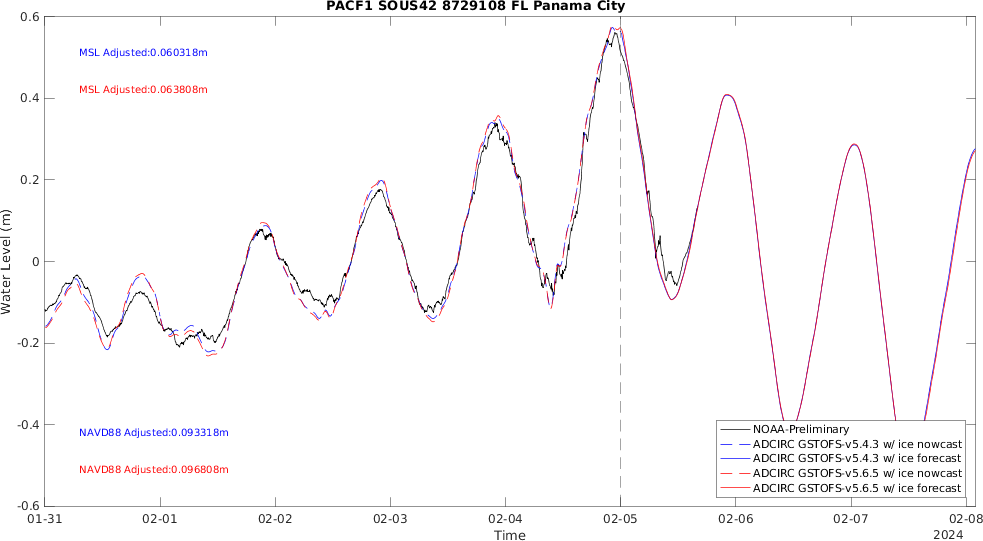 PACF1 SOUS42 8729108 FL Panama City
MSL Adjusted:0.060318m
MSL Adjusted:0.063808m
NAVD88 Adjusted:0.093318m
NAVD88 Adjusted:0.096808m
Water Level (m)
0.6
0.4
0.2
0
-0.2
-0.4
-0.6
NOAA-Preliminary
ADCIRC GSTOFS-v5.4.3 w/ ice nowcast
ADCIRC GSTOFS-v5.4.3 w/ ice forecast
ADCIRC GSTOFS-v5.6.5 w/ ice nowcast
ADCIRC GSTOFS-v5.6.5 w/ ice forecast
01-31 02-01 02-02 02-03 02-04 02-05 02-06 02-07 02-08
Time
2024